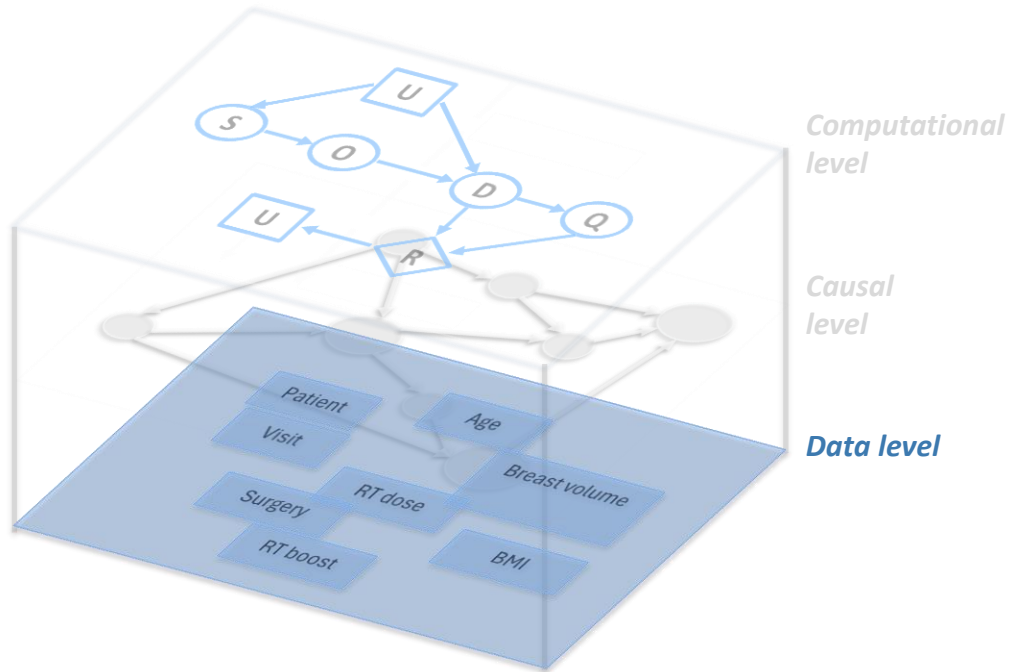 U
S
O
D
Q
U
R
Computational
level
Causal
level
Data level
Patient
Age
Visit
Breast volume
RT dose
Surgery
RT boost
BMI